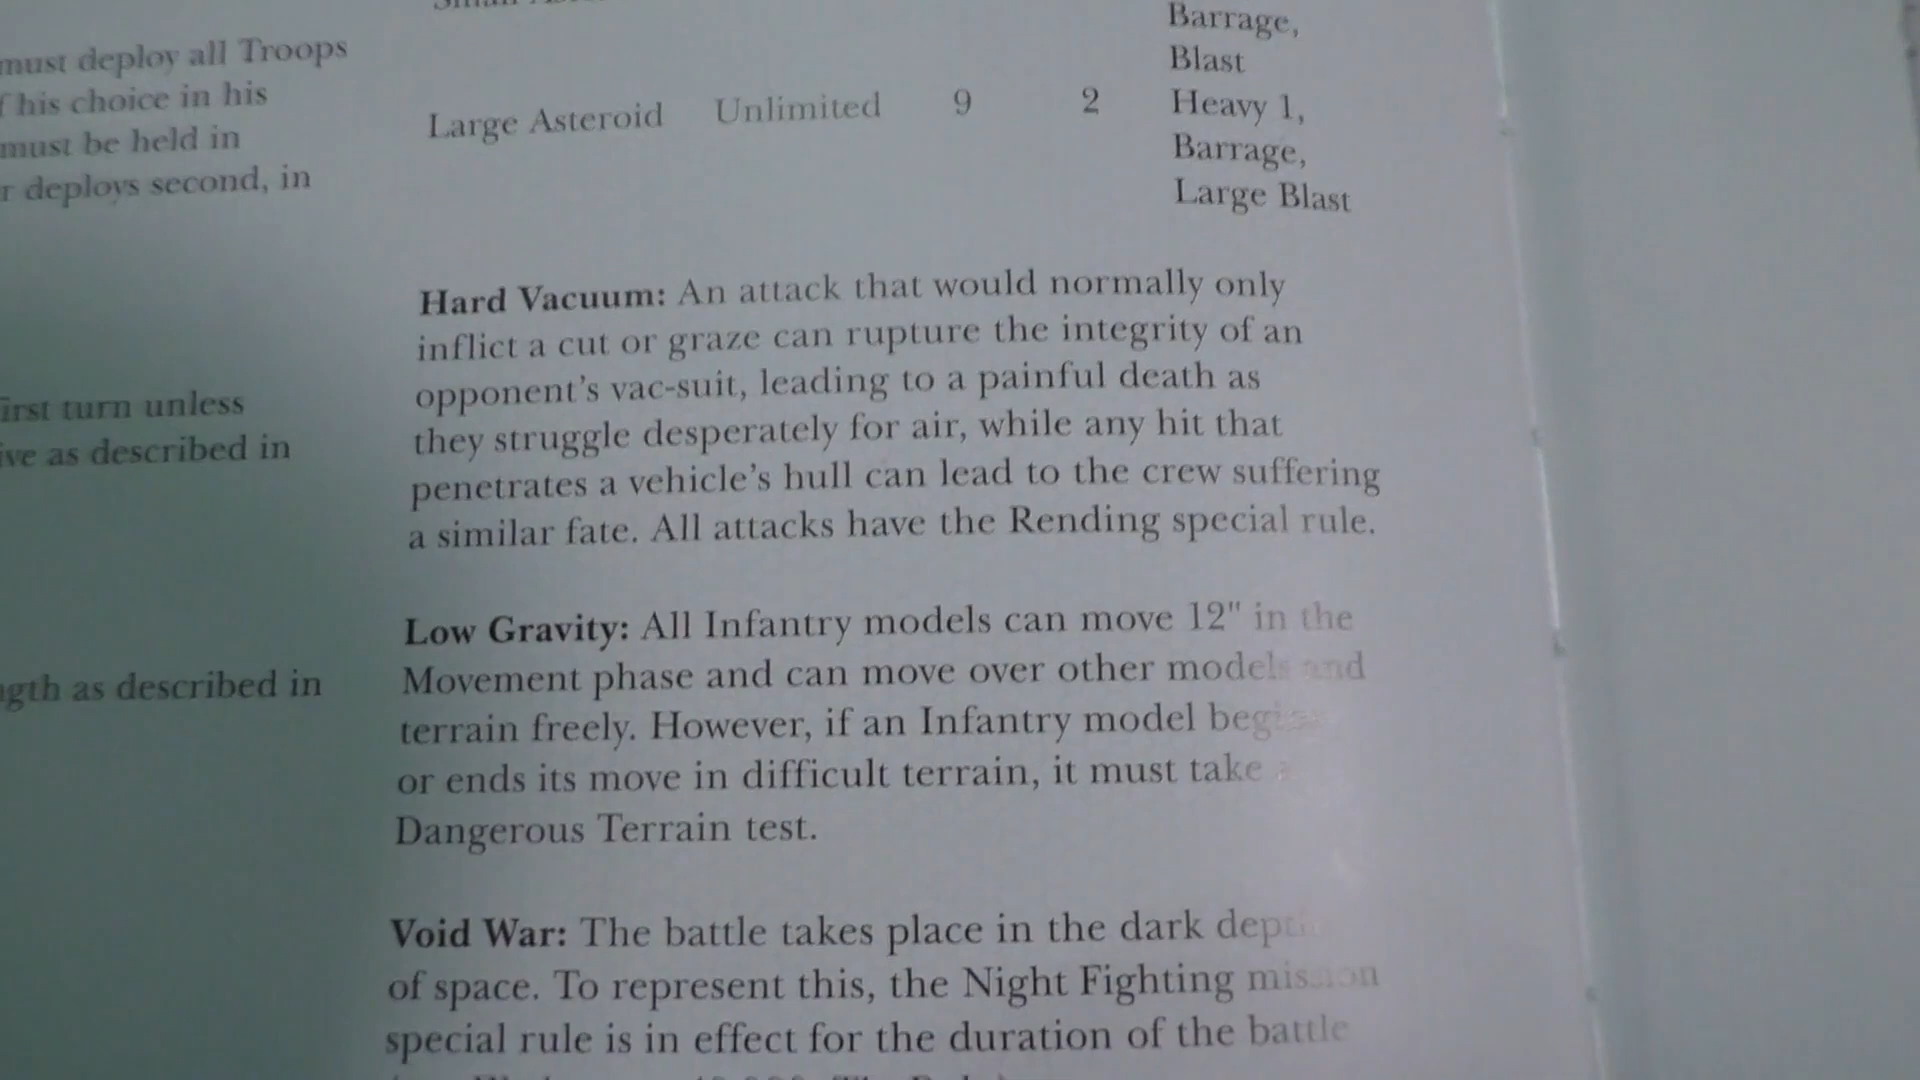 must deploy all Troops
his choice in his
must be held in
deploys second, in
first turn unless
as described in
as described in
Barrage,
Blast
Large Asteroid Unlimited 9 2 Heavy 1,
Barrage,
Large Blast
Hard Vacuum: An attack that would normally only
inflict a cut or graze can rupture the integrity of an
opponent's vac-suit, leading to a painful death as
they struggle desperately for air, while any hit that
penetrates a vehicle's hull can lead to the crew suffering
a similar fate. All attacks have the Rending special rule.
Low Gravity: All Infantry models can move 12" in the
Movement phase and can move over other models and
terrain freely. However, if an Infantry model begins
or ends its move in difficult terrain, it must take
Dangerous Terrain test.
Void War: The battle takes place in the dark depths
of space. To represent this, the Night Fighting mission
special rule is in effect for the duration of the battle